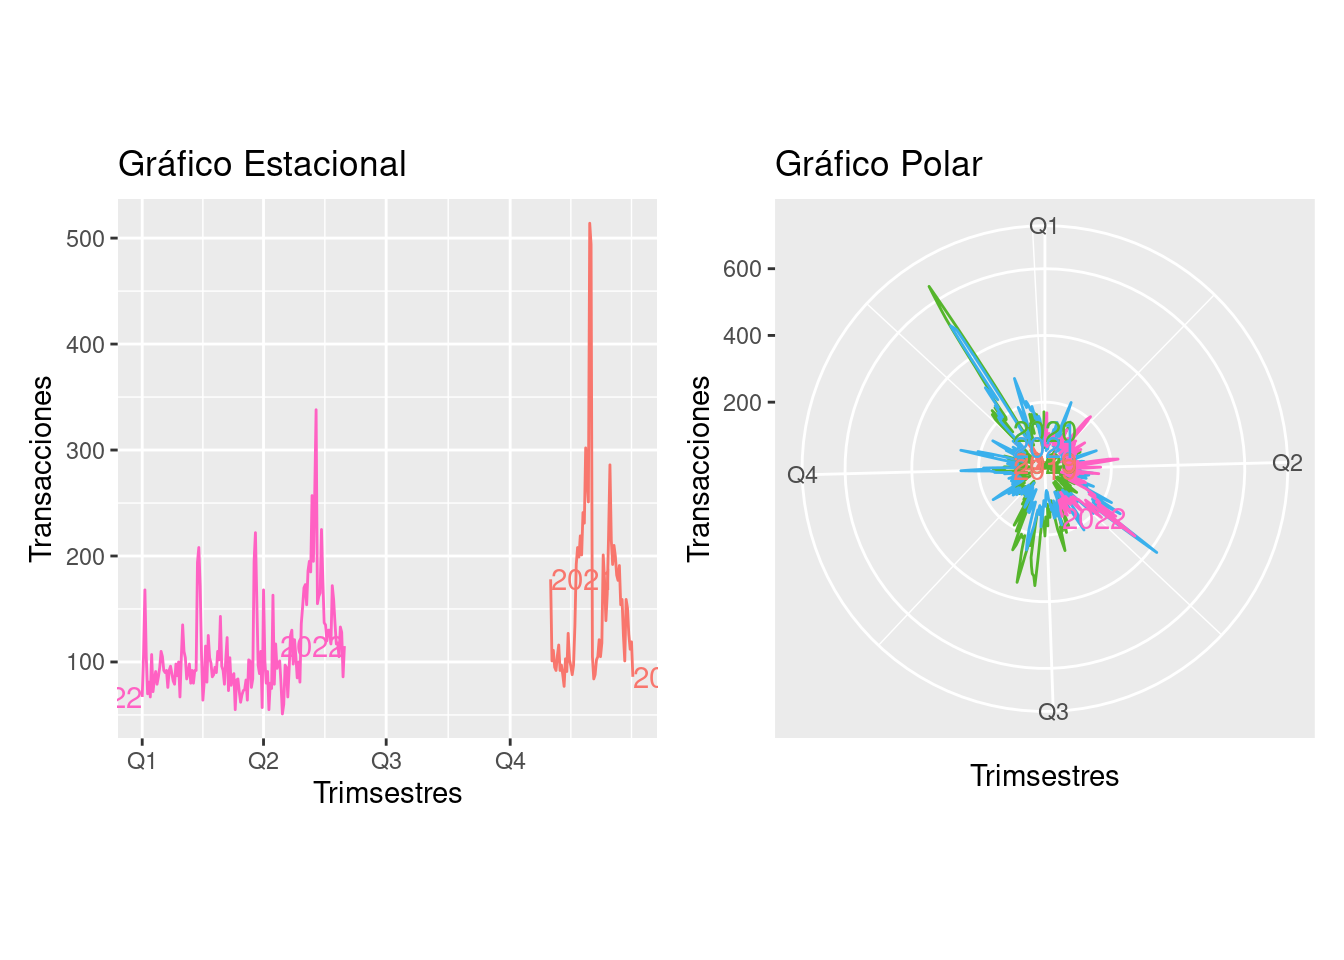 Gráfico Estacional
Transacciones
500
400
300
200
100
22
2022
202
20
Q1
Q2
Q3
Q4
Trimsestres
Gráfico Polar
Transacciones
600
400
200
Q1
Q2
Q3
Q4
2022
Trimsestres